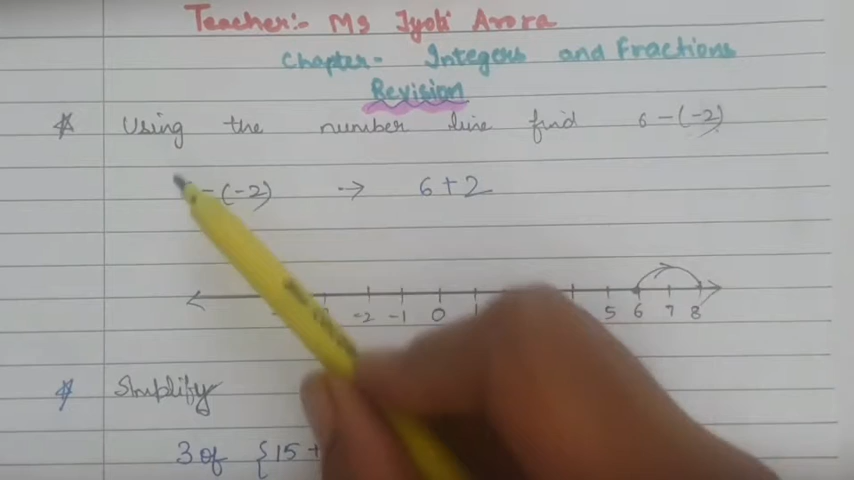 Teacher:- Ms Jyoti Arora
Chapter- Integers and Fractions
Revision
* Using the number line find 6 - (-2)
- (-2) → 6 + 2
-2 -1 0 1 5 6 7 8
* Simplify
3 of {15 +